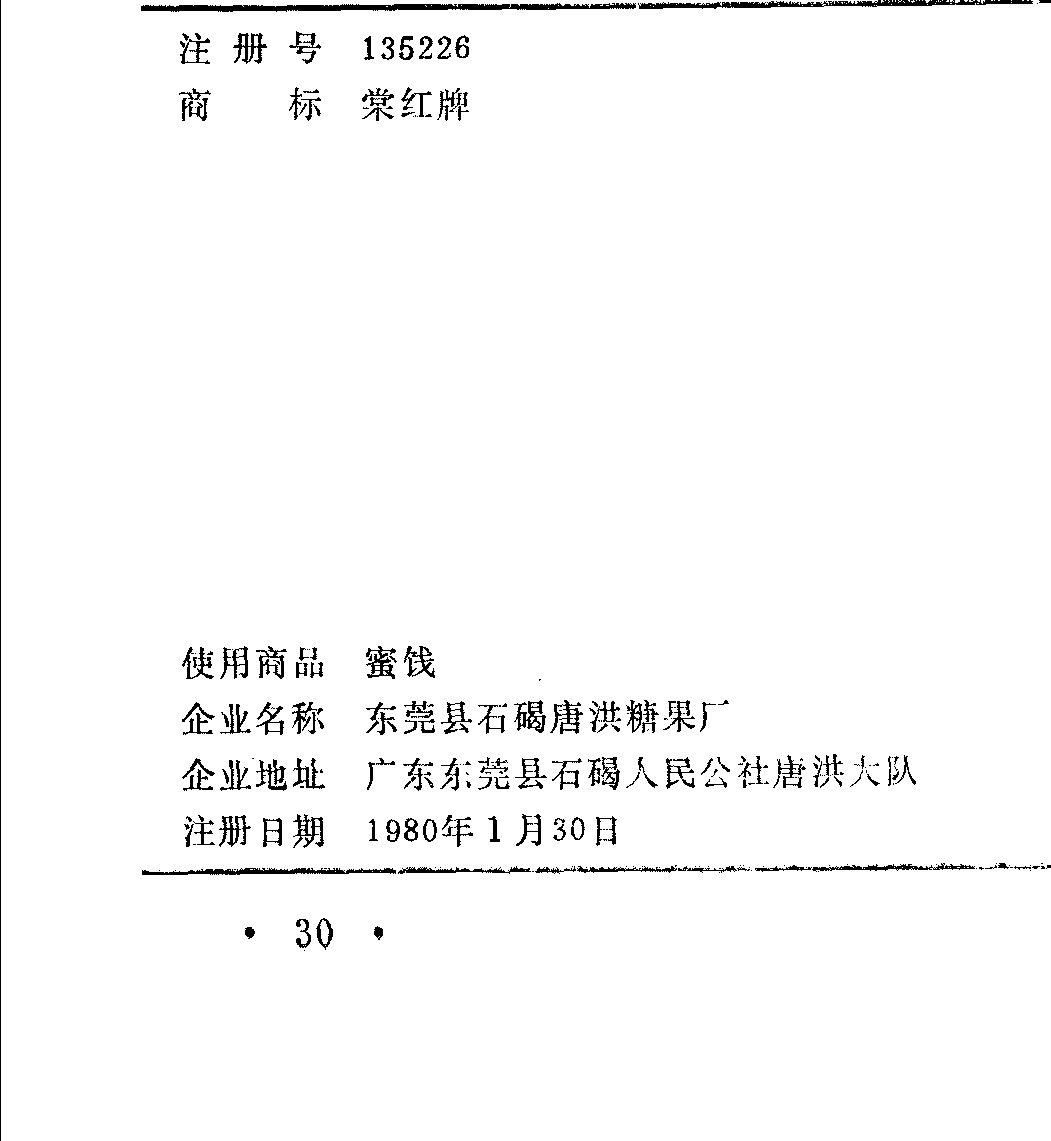 注册号 135226
商标 棠红牌
使用商品 蜜饯
企业名称 东莞县石碣唐洪糖果厂
企业地址 广东东莞县石碣人民公社唐洪大队
注册日期 1980年1月30日
· 30 ·